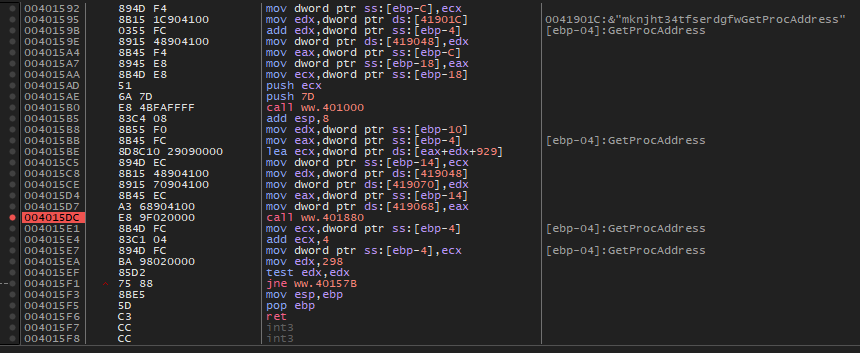 00401592 894D F4 mov dword ptr ss:[ebp-C],ecx
00401595 8B15 1C904100 mov edx,dword ptr ds:[41901C] 0041901C:&"mknjht34tfserdgfwGetProcAddress"
0040159B 0355 FC add edx,dword ptr ss:[ebp-4] [ebp-04]:GetProcAddress
0040159E 8915 48904100 mov dword ptr ds:[419048],edx
004015A4 8B45 F4 mov eax,dword ptr ss:[ebp-C]
004015A7 8945 E8 mov dword ptr ss:[ebp-18],eax
004015AA 8B4D E8 mov ecx,dword ptr ss:[ebp-18]
004015AD 51 push ecx
004015AE 6A 7D push 7D
004015B0 E8 4BFAFFFF call ww.401000
004015B5 83C4 08 add esp,8
004015B8 8B55 F0 mov edx,dword ptr ss:[ebp-10]
004015BB 8B45 FC mov eax,dword ptr ss:[ebp-4] [ebp-04]:GetProcAddress
004015BE 8D8C10 29090000 lea ecx,dword ptr ds:[eax+edx+929]
004015C5 894D EC mov dword ptr ss:[ebp-14],ecx
004015C8 8B15 48904100 mov edx,dword ptr ds:[419048]
004015CE 8915 70904100 mov dword ptr ds:[419070],edx
004015D4 8B45 EC mov eax,dword ptr ss:[ebp-14]
004015D7 A3 68904100 mov dword ptr ds:[419068],eax
004015DC E8 9F020000 call ww.401880
004015E1 8B4D FC mov ecx,dword ptr ss:[ebp-4] [ebp-04]:GetProcAddress
004015E4 83C1 04 add ecx,4
004015E7 894D FC mov dword ptr ss:[ebp-4],ecx [ebp-04]:GetProcAddress
004015EA BA 98020000 mov edx,298
004015EF 85D2 test edx,edx
004015F1 75 88 jne ww.40157B
004015F3 8BE5 mov esp,ebp
004015F5 5D pop ebp
004015F6 C3 ret
004015F7 CC int3
004015F8 CC int3